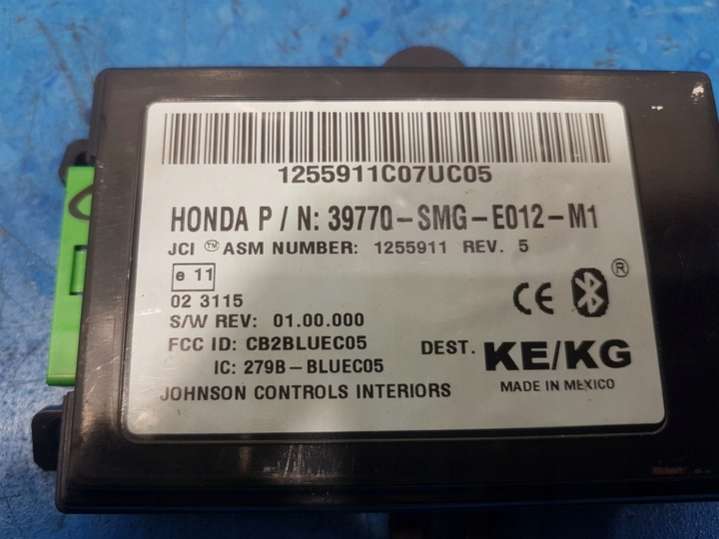 1255911C07UC05
HONDA P / N: 39770-SMG-E012-M1
JCI ™ ASM NUMBER: 1255911 REV. 5
e 11
02 3115
CE ®
S/W REV: 01.00.000
FCC ID: CB2BLUEC05
IC: 279B-BLUEC05
DEST. KE/KG
JOHNSON CONTROLS INTERIORS
MADE IN MEXICO